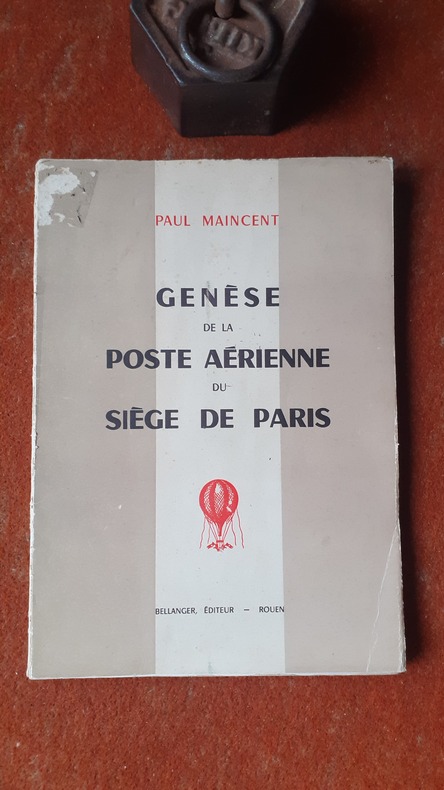 PAUL MAINCENT
GENÈSE
DE LA
POSTE AÉRIENNE
DU
SIÈGE DE PARIS
BELLANGER, ÉDITEUR — ROUEN